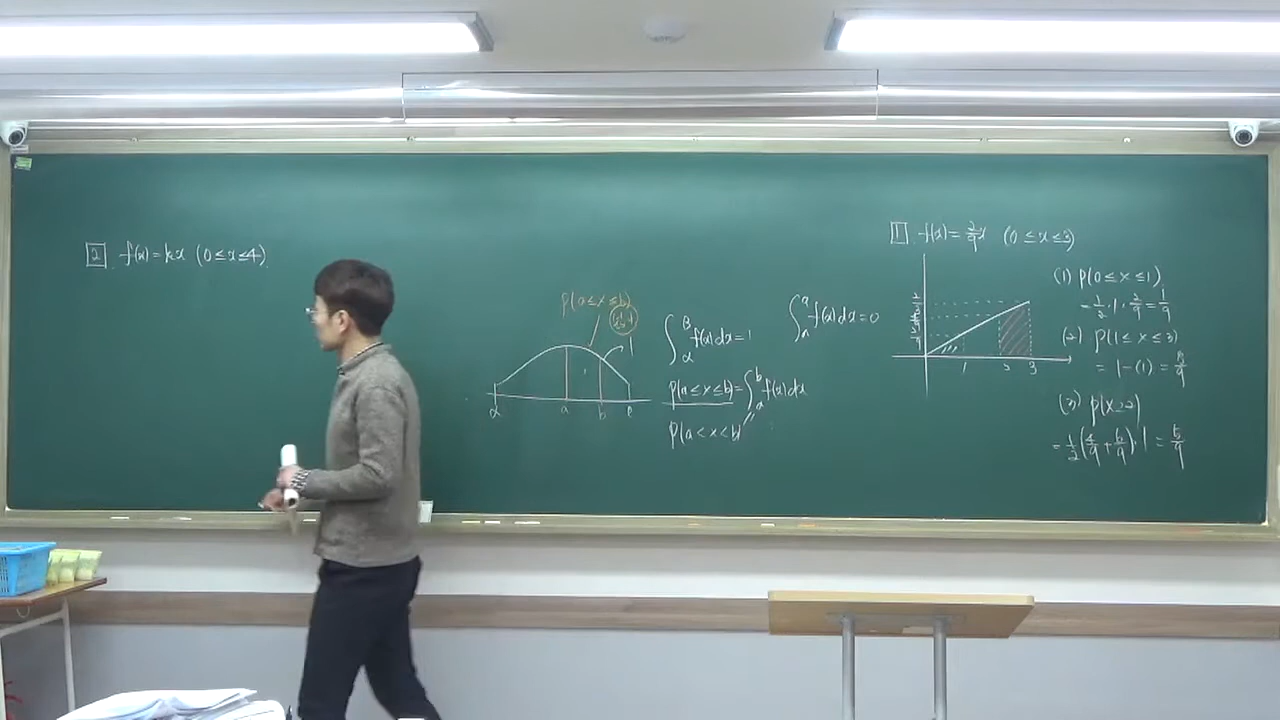 2 f(x)=kx (0≤x≤4)
P(a≤x≤b)
1
α a b β
∫_α^β f(x)dx=1
P(a≤x≤b)=∫_a^b f(x)dx
P(a<x<b)
∫_a^a f(x)dx=0
1 f(x)=2/9x (0≤x≤3)
1 2 3
(1) P(0≤x≤1)
=1/2·1·2/9=1/9
(2) P(1≤x≤3)
=1-(1)=8/9
(3) P(x≥2)
=1/2(4/9+6/9)·1=5/9